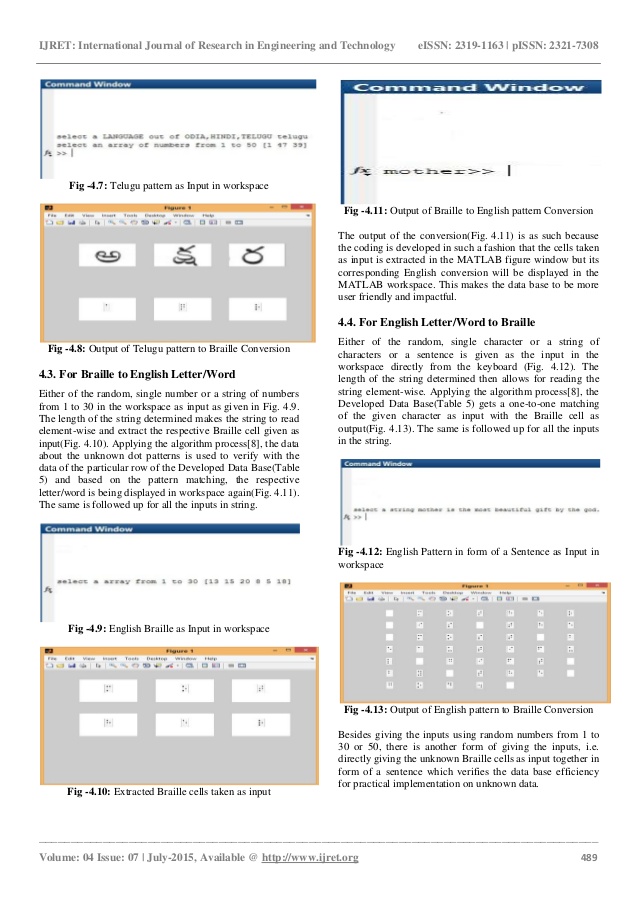 IJRET: International Journal of Research in Engineering and Technology eISSN: 2319-1163 | pISSN: 2321-7308
Command Window
select a LANGUAGE out of ODIA,HINDI,TELUGU telugu
select an array of numbers from 1 to 50 [1 47 39]
fx >>
Fig -4.7: Telugu pattern as Input in workspace
Figure 1
File Edit View Insert Tools Desktop Window Help
Fig -4.8: Output of Telugu pattern to Braille Conversion
4.3. For Braille to English Letter/Word
Either of the random, single number or a string of numbers
from 1 to 30 in the workspace as input as given in Fig. 4.9.
The length of the string determined makes the string to read
element-wise and extract the respective Braille cell given as
input(Fig. 4.10). Applying the algorithm process[8], the data
about the unknown dot patterns is used to verify with the
data of the particular row of the Developed Data Base(Table
5) and based on the pattern matching, the respective
letter/word is being displayed in workspace again(Fig. 4.11).
The same is followed up for all the inputs in string.
Command Window
select a array from 1 to 30 [13 15 20 8 5 18]
fx
Fig -4.9: English Braille as Input in workspace
Figure 1
File Edit View Insert Tools Desktop Window Help
Fig -4.10: Extracted Braille cells taken as input
Command Window
fx mother>>
Fig -4.11: Output of Braille to English pattern Conversion
The output of the conversion(Fig. 4.11) is as such because
the coding is developed in such a fashion that the cells taken
as input is extracted in the MATLAB figure window but its
corresponding English conversion will be displayed in the
MATLAB workspace. This makes the data base to be more
user friendly and impactful.
4.4. For English Letter/Word to Braille
Either of the random, single character or a string of
characters or a sentence is given as the input in the
workspace directly from the keyboard (Fig. 4.12). The
length of the string determined then allows for reading the
string element-wise. Applying the algorithm process[8], the
Developed Data Base(Table 5) gets a one-to-one matching
of the given character as input with the Braille cell as
output(Fig. 4.13). The same is followed up for all the inputs
in the string.
Command Window
select a string mother is the most beautiful gift by the god.
fx >>
Fig -4.12: English Pattern in form of a Sentence as Input in
workspace
Figure 1
File Edit View Insert Tools Desktop Window Help
Fig -4.13: Output of English pattern to Braille Conversion
Besides giving the inputs using random numbers from 1 to
30 or 50, there is another form of giving the inputs, i.e.
directly giving the unknown Braille cells as input together in
form of a sentence which verifies the data base efficiency
for practical implementation on unknown data.
Volume: 04 Issue: 07 | July-2015, Available @ http://www.ijret.org 489